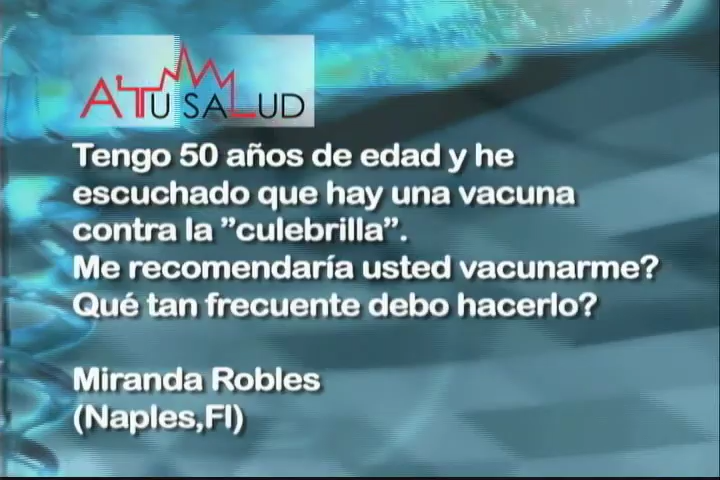 A TU SALUD
Tengo 50 años de edad y he
escuchado que hay una vacuna
contra la ”culebrilla”.
Me recomendaría usted vacunarme?
Qué tan frecuente debo hacerlo?
Miranda Robles
(Naples,Fl)